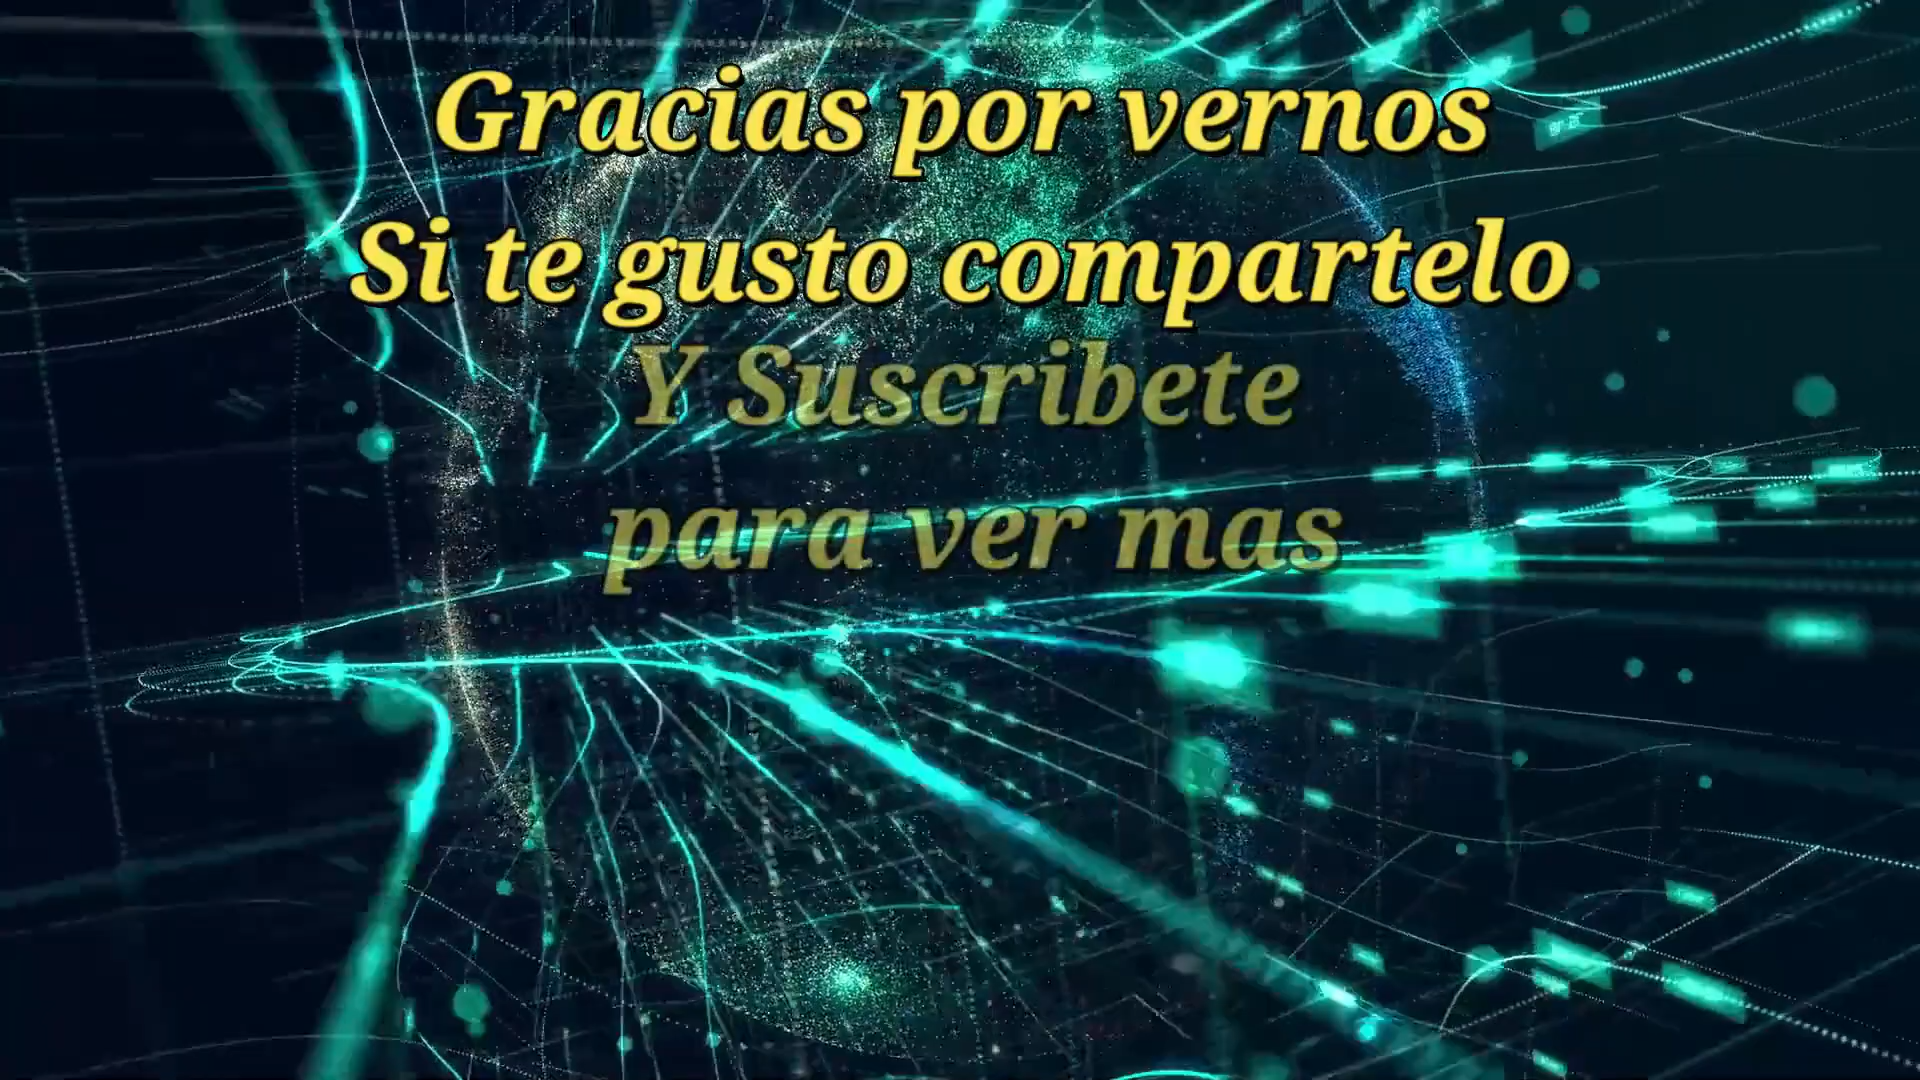 Gracias por vernos
Si te gusto compartelo
Y Suscribete
para ver mas